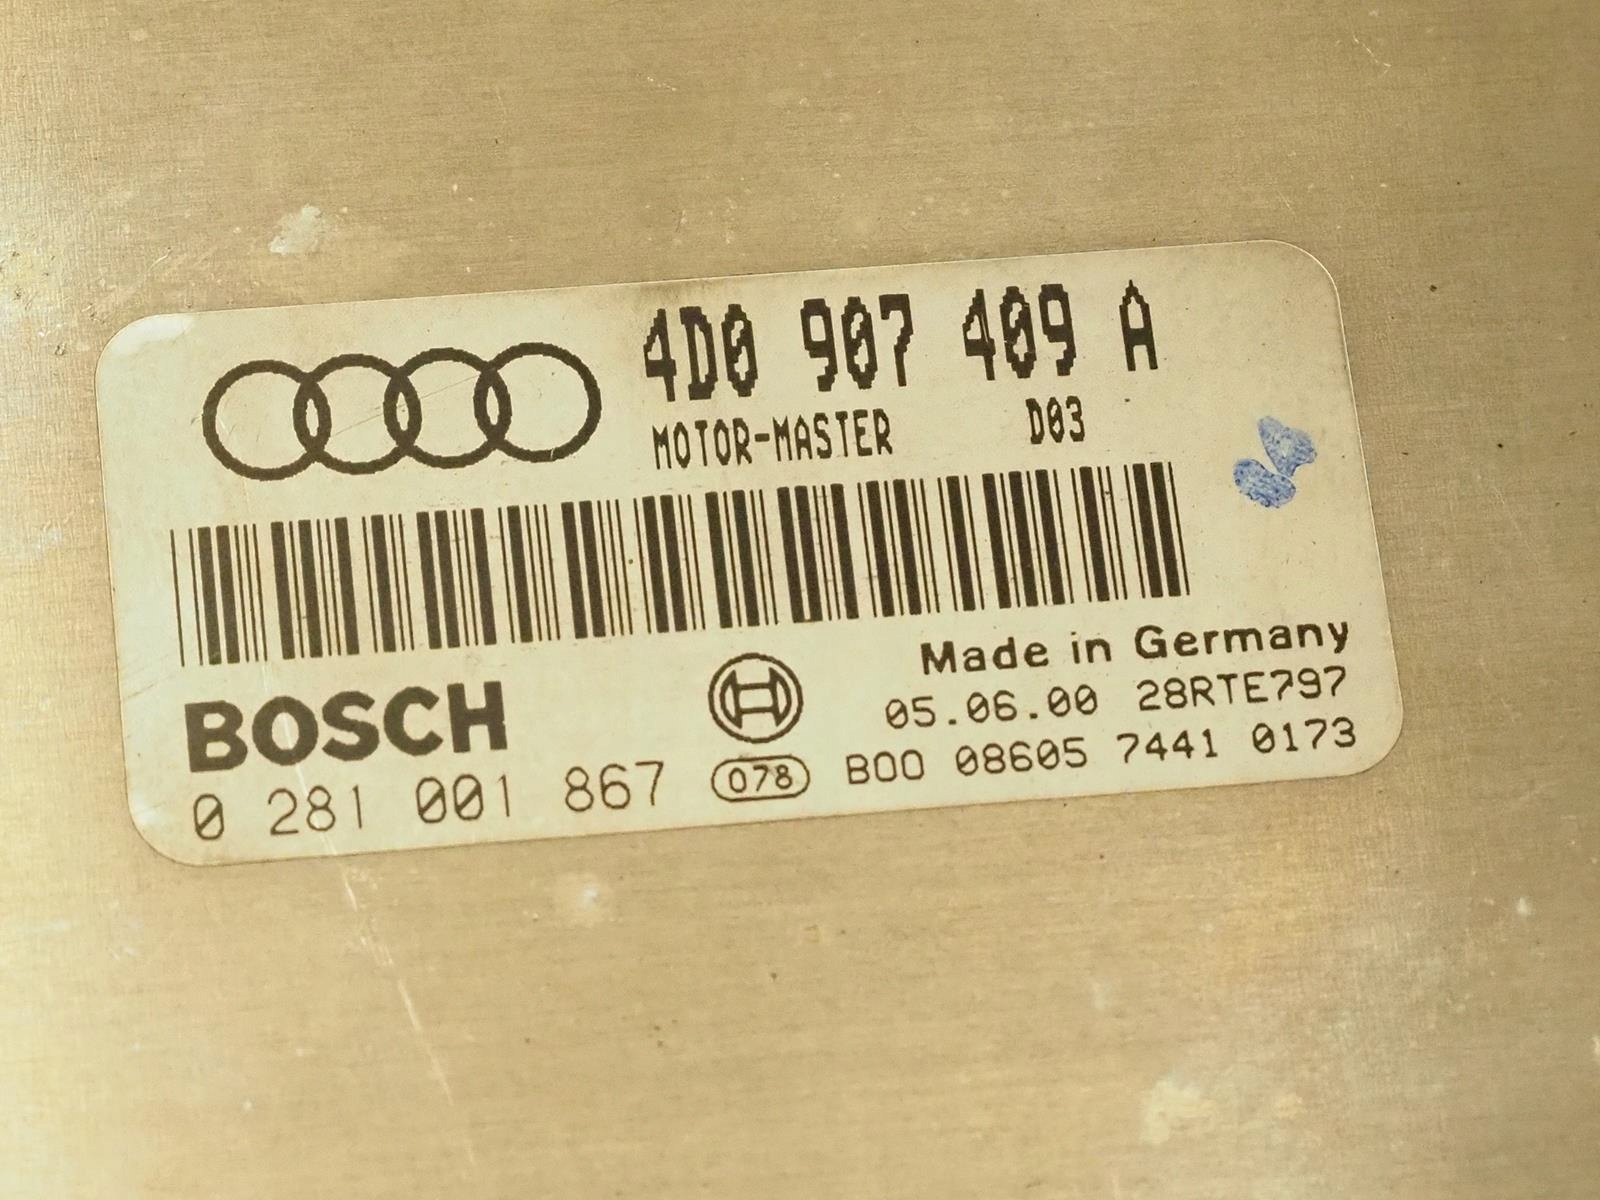 4D0 907 409 A
MOTOR-MASTER D03
Made in Germany
BOSCH 05.06.00 28RTE797
0 281 001 867 078 B00 08605 7441 0173